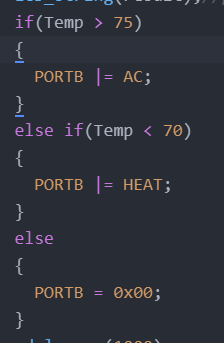 if(Temp > 75)
{
PORTB |= AC;
}
else if(Temp < 70)
{
PORTB |= HEAT;
}
else
{
PORTB = 0x00;
}